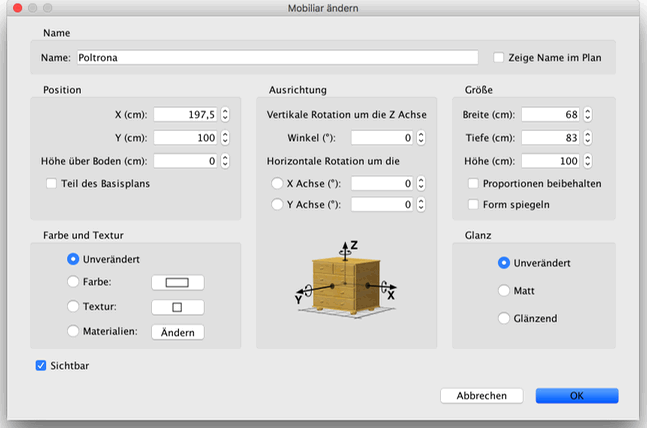 Mobiliar ändern
Name
Name: Poltrona
Zeige Name im Plan
Position
X (cm): 197,5
Y (cm): 100
Höhe über Boden (cm): 0
Teil des Basisplans
Ausrichtung
Vertikale Rotation um die Z Achse
Winkel (°): 0
Horizontale Rotation um die
X Achse (°): 0
Y Achse (°): 0
Größe
Breite (cm): 68
Tiefe (cm): 83
Höhe (cm): 100
Proportionen beibehalten
Form spiegeln
Farbe und Textur
Unverändert
Farbe:
Textur:
Materialien: Ändern
Z
Y
X
Glanz
Unverändert
Matt
Glänzend
Sichtbar
Abbrechen
OK